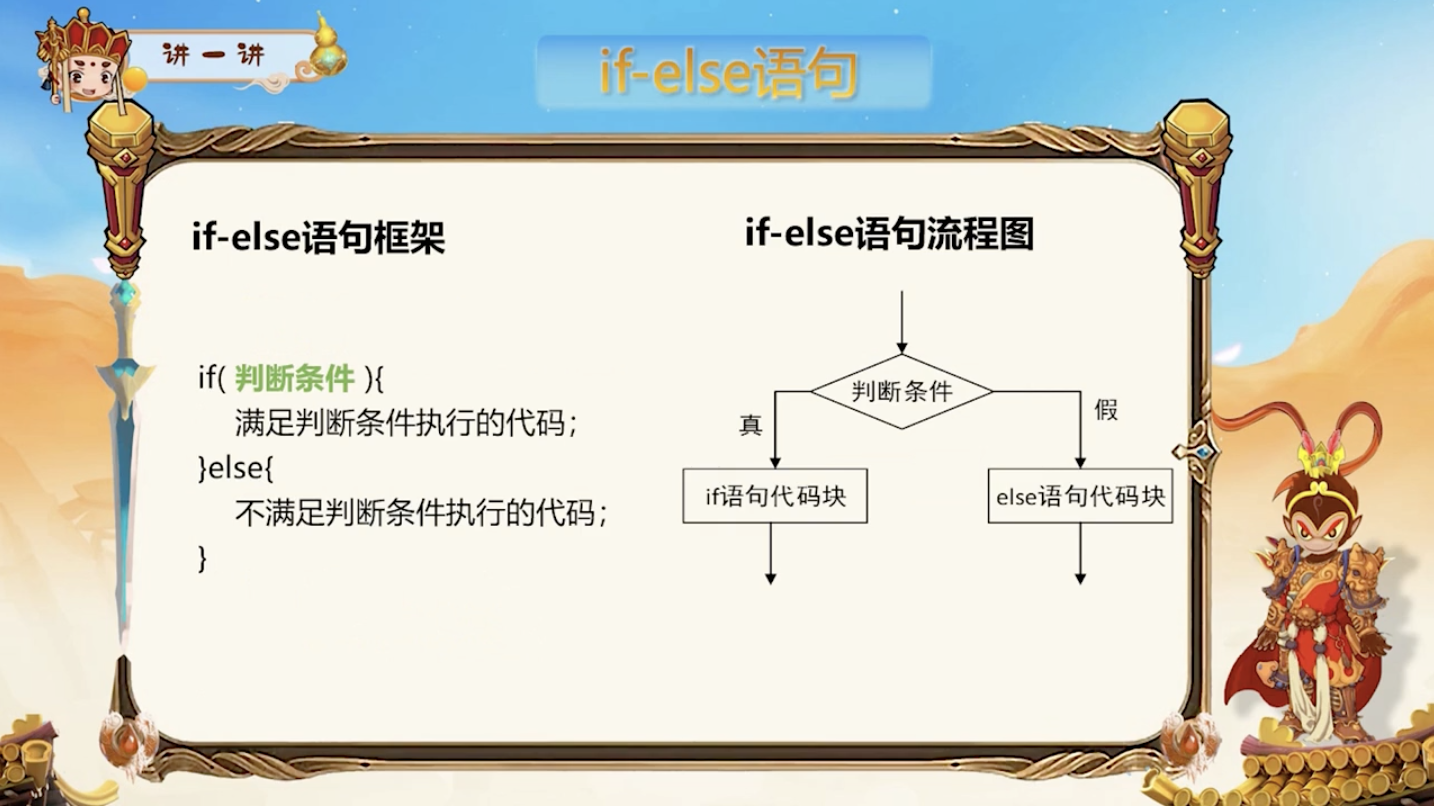 讲一讲
if-else语句
if-else语句框架
if( 判断条件 ){
满足判断条件执行的代码;
}else{
不满足判断条件执行的代码;
}
if-else语句流程图
判断条件
真
假
if语句代码块
else语句代码块